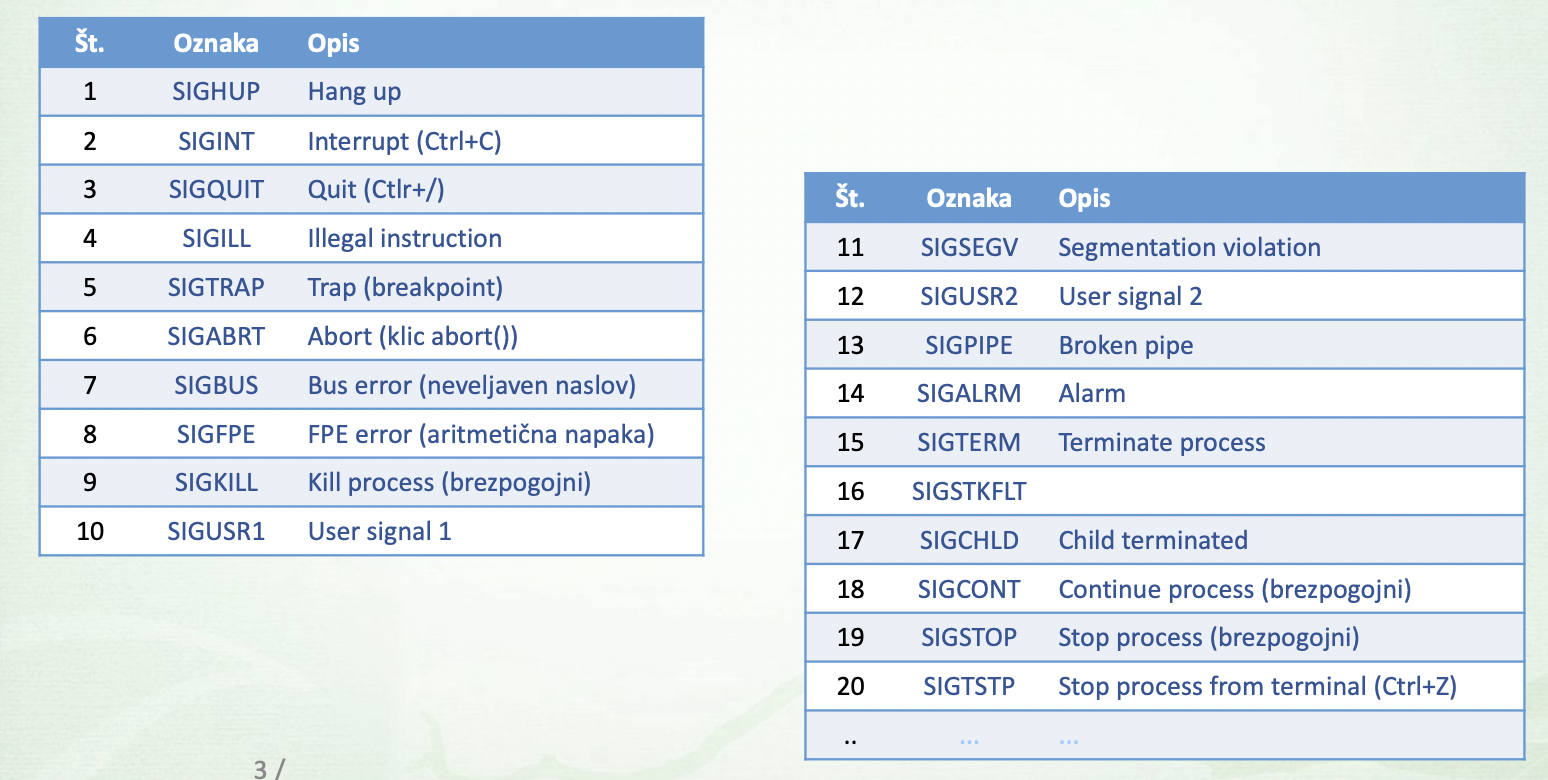 Št. Oznaka Opis
1 SIGHUP Hang up
2 SIGINT Interrupt (Ctrl+C)
3 SIGQUIT Quit (Ctlr+/)
4 SIGILL Illegal instruction
5 SIGTRAP Trap (breakpoint)
6 SIGABRT Abort (klic abort())
7 SIGBUS Bus error (neveljaven naslov)
8 SIGFPE FPE error (aritmetična napaka)
9 SIGKILL Kill process (brezpogojni)
10 SIGUSR1 User signal 1
Št. Oznaka Opis
11 SIGSEGV Segmentation violation
12 SIGUSR2 User signal 2
13 SIGPIPE Broken pipe
14 SIGALRM Alarm
15 SIGTERM Terminate process
16 SIGSTKFLT
17 SIGCHLD Child terminated
18 SIGCONT Continue process (brezpogojni)
19 SIGSTOP Stop process (brezpogojni)
20 SIGTSTP Stop process from terminal (Ctrl+Z)
.. ... ...
3 /